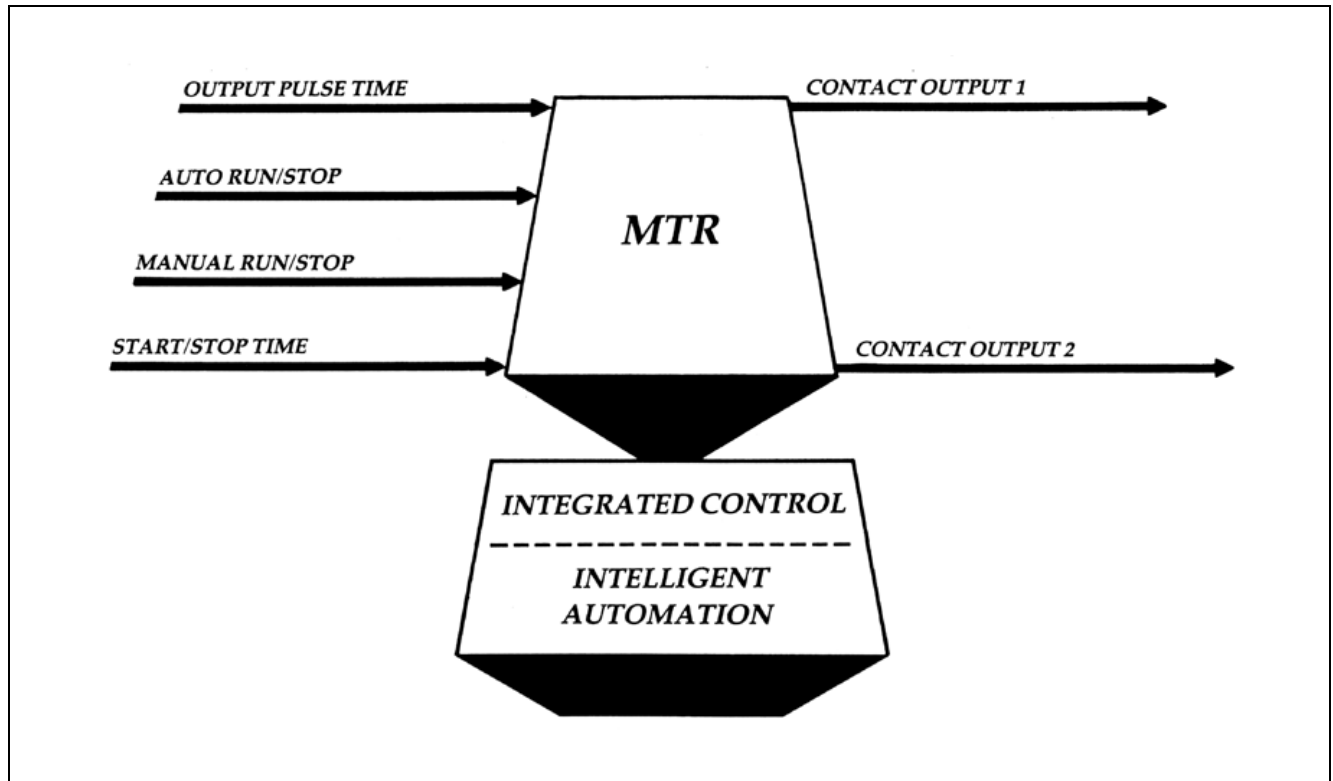 OUTPUT PULSE TIME
CONTACT OUTPUT 1
AUTO RUN/STOP
MTR
MANUAL RUN/STOP
START/STOP TIME
CONTACT OUTPUT 2
INTEGRATED CONTROL
INTELLIGENT
AUTOMATION